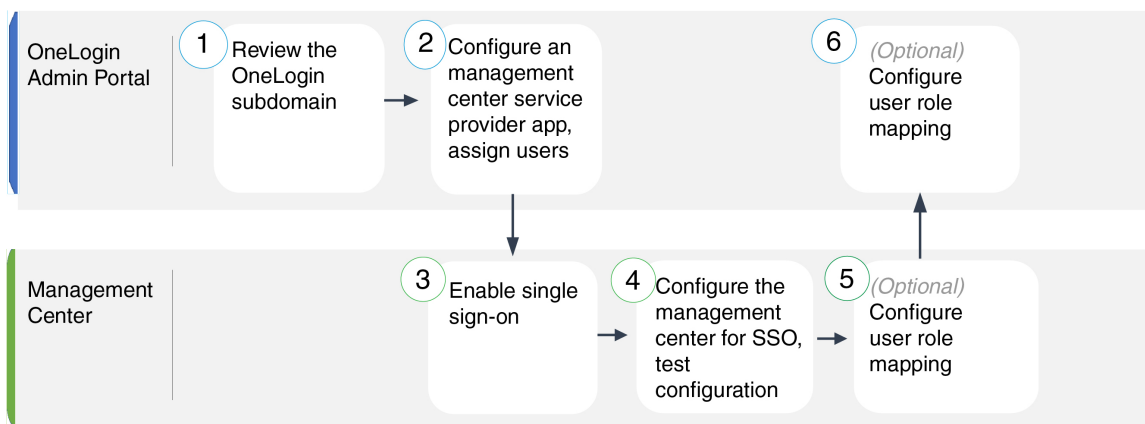 OneLogin
Admin Portal
1
Review the
OneLogin
subdomain
2
Configure an
management
center service
provider app,
assign users
6
(Optional)
Configure
user role
mapping
Management
Center
3
Enable single
sign-on
4
Configure the
management
center for SSO,
test
configuration
5
(Optional)
Configure
user role
mapping